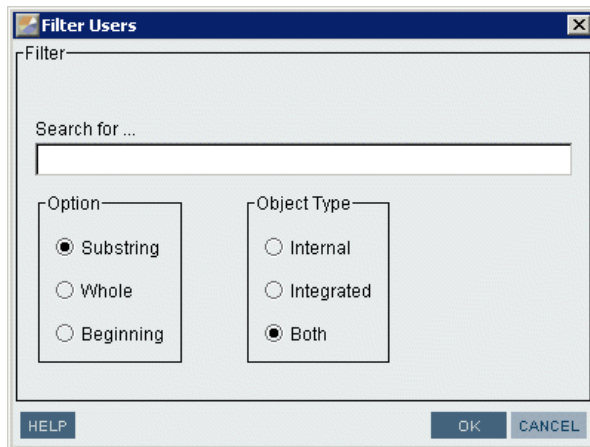 Filter Users
Filter
Search for ...
Option
Object Type
Substring
Internal
Whole
Integrated
Beginning
Both
HELP
OK
CANCEL